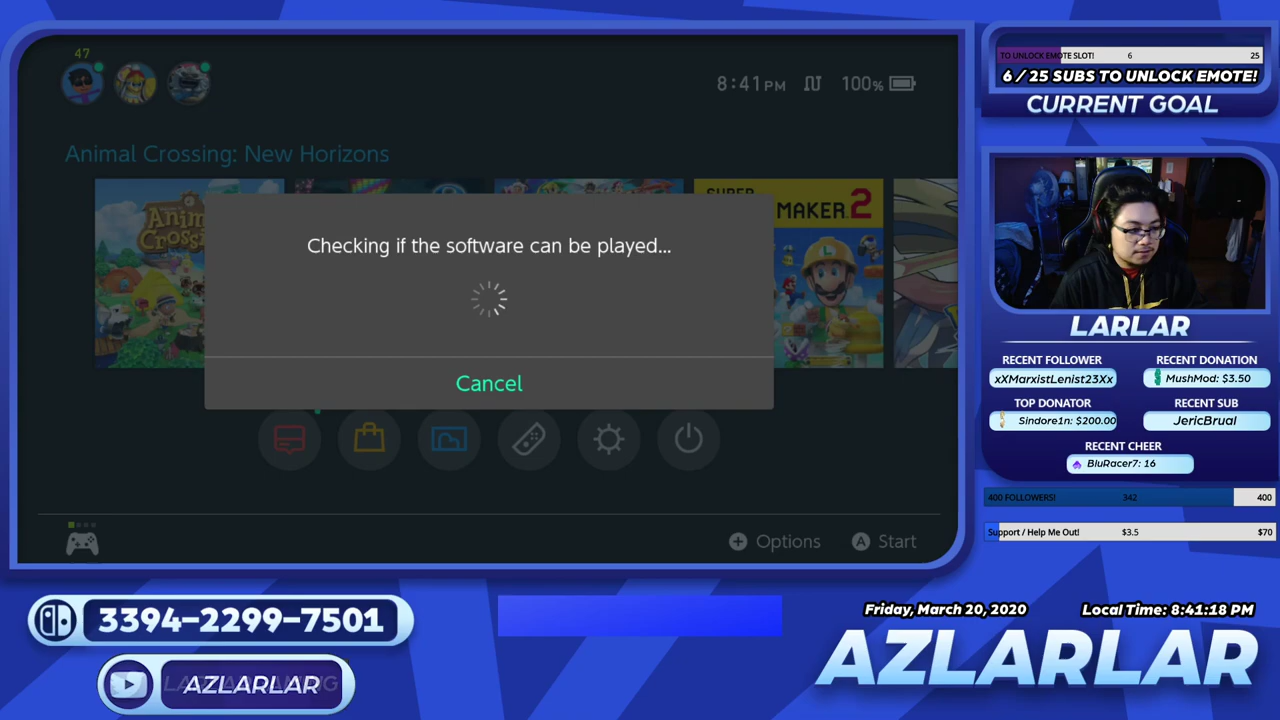 47
8:41 PM 100%
Animal Crossing: New Horizons
Anim
Crossi
SUPER
MAKER 2
Checking if the software can be played...
Cancel
Options
Start
TO UNLOCK EMOTE SLOT! 6 25
6 / 25 SUBS TO UNLOCK EMOTE!
CURRENT GOAL
LARLAR
RECENT FOLLOWER
xXMarxistLenist23Xx
RECENT DONATION
MushMod: $3.50
TOP DONATOR
Sindore1n: $200.00
RECENT SUB
JericBrual
RECENT CHEER
BluRacer7: 16
400 FOLLOWERS! 342 400
Support / Help Me Out! $3.5 $70
3394-2299-7501
AZLARLAR
Friday, March 20, 2020
Local Time: 8:41:18 PM
AZLARLAR